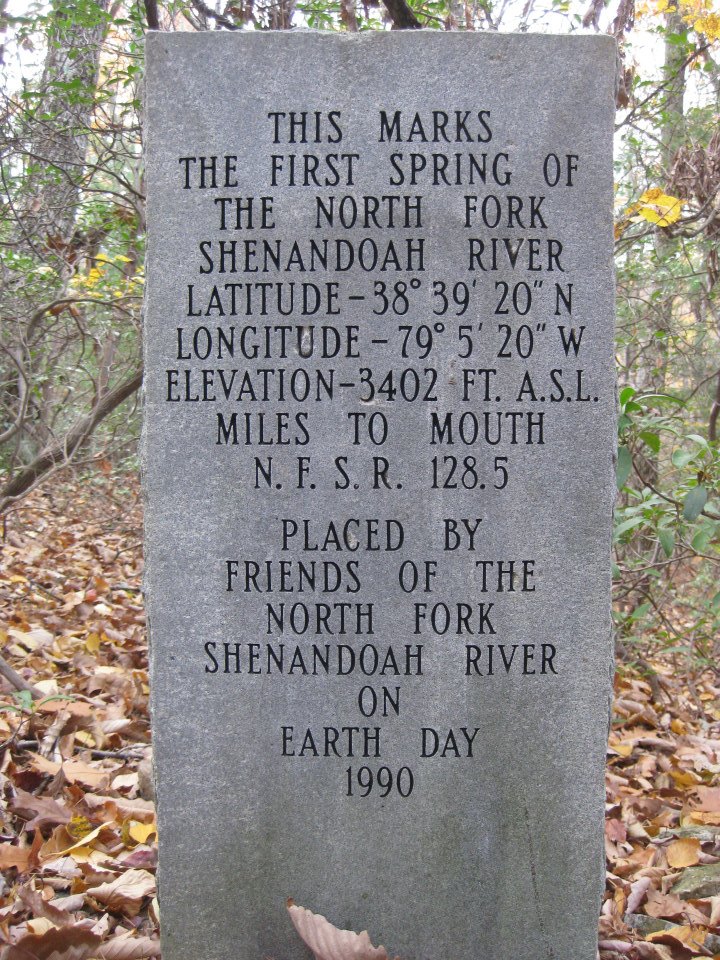 THIS MARKS
THE FIRST SPRING OF
THE NORTH FORK
SHENANDOAH RIVER
LATITUDE-38° 39' 20" N
LONGITUDE-79° 5' 20" W
ELEVATION-3402 FT. A.S.L.
MILES TO MOUTH
N. F. S. R. 128.5
PLACED BY
FRIENDS OF THE
NORTH FORK
SHENANDOAH RIVER
ON
EARTH DAY
1990